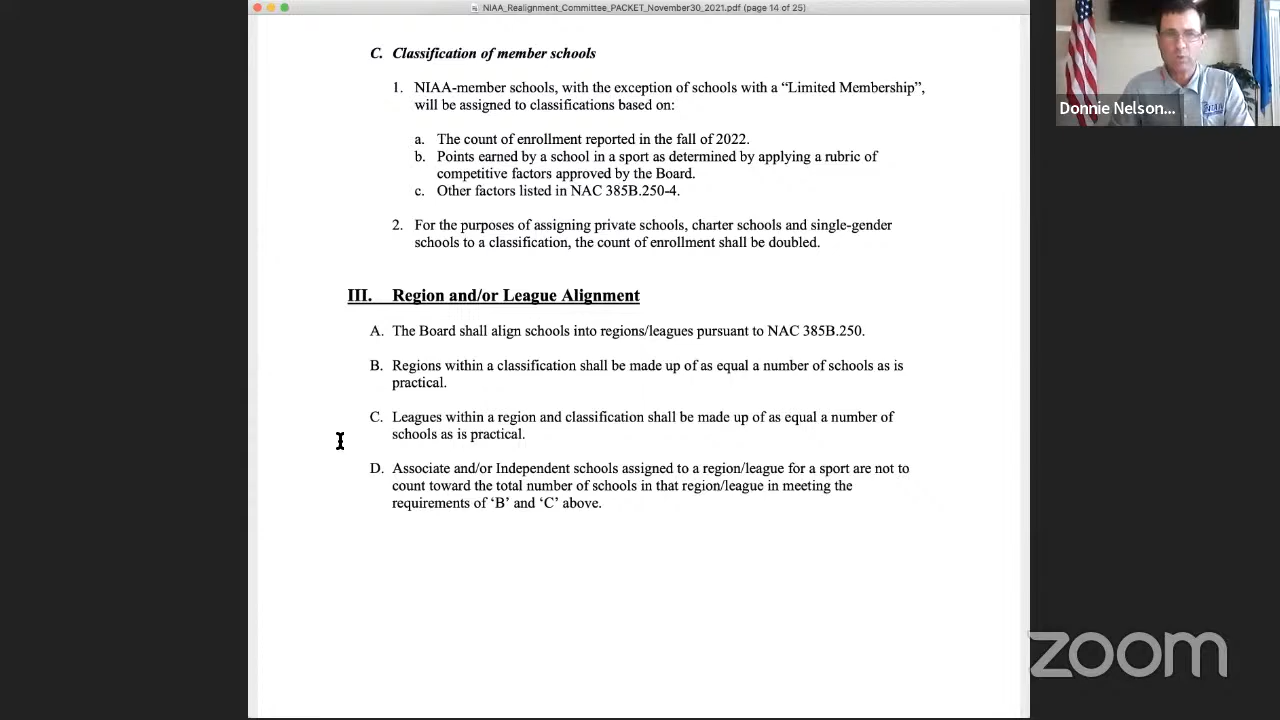 NIAA_Realignment_Committee_PACKET_November30_2021.pdf (page 14 of 25)
C. Classification of member schools
1. NIAA-member schools, with the exception of schools with a “Limited Membership”,
will be assigned to classifications based on:
a. The count of enrollment reported in the fall of 2022.
b. Points earned by a school in a sport as determined by applying a rubric of
competitive factors approved by the Board.
c. Other factors listed in NAC 385B.250-4.
2. For the purposes of assigning private schools, charter schools and single-gender
schools to a classification, the count of enrollment shall be doubled.
III. Region and/or League Alignment
A. The Board shall align schools into regions/leagues pursuant to NAC 385B.250.
B. Regions within a classification shall be made up of as equal a number of schools as is
practical.
C. Leagues within a region and classification shall be made up of as equal a number of
schools as is practical.
D. Associate and/or Independent schools assigned to a region/league for a sport are not to
count toward the total number of schools in that region/league in meeting the
requirements of ‘B’ and ‘C’ above.
Donnie Nelson...
zoom